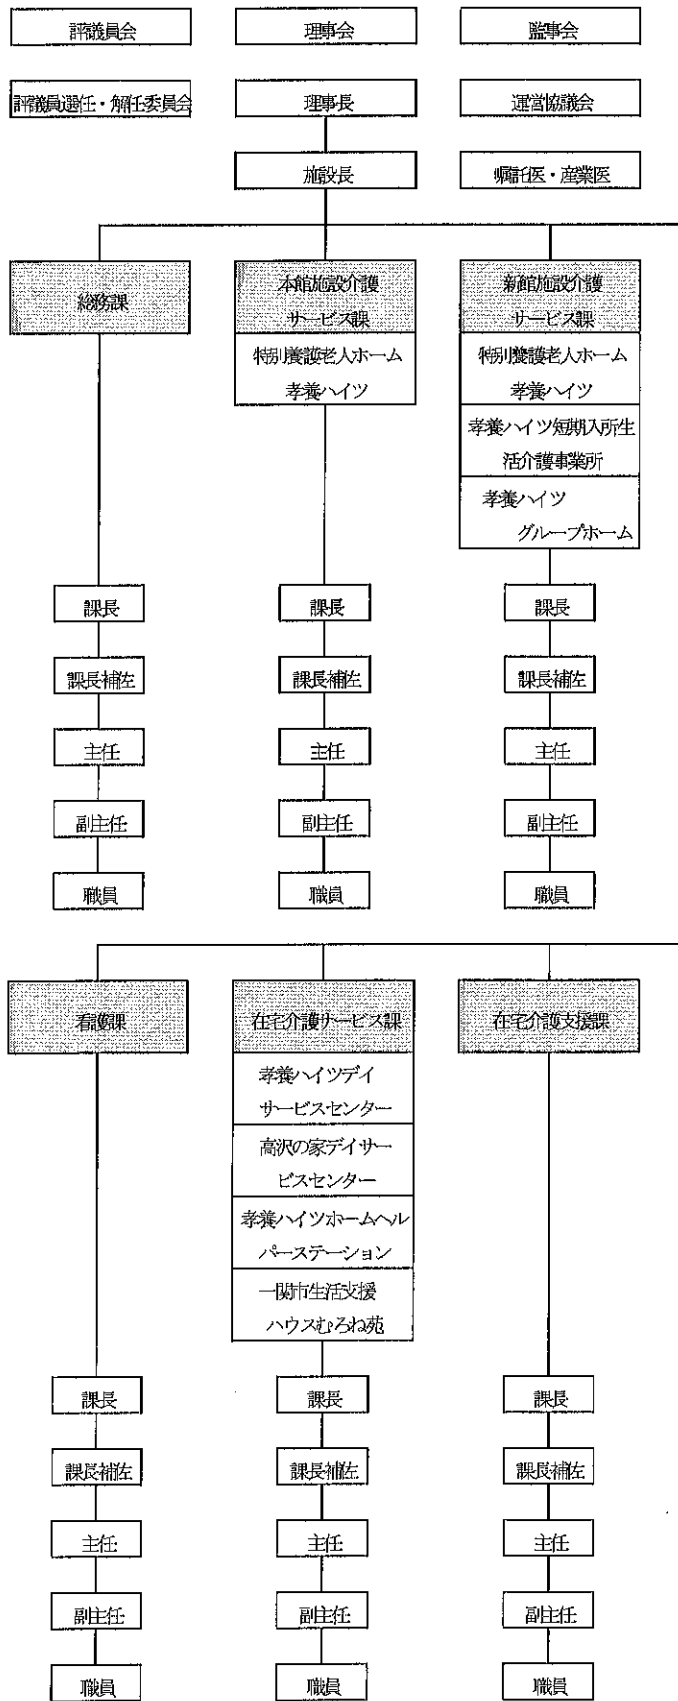 評議員会
理事会
監事会
評議員選任・解任委員会
理事長
運営協議会
施設長
嘱託医・産業医
総務課
本館施設介護
サービス課
特別養護老人ホーム
孝養ハイツ
新館施設介護
サービス課
特別養護老人ホーム
孝養ハイツ
孝養ハイツ短期入所生
活介護事業所
孝養ハイツ
グループホーム
課長
課長
課長
課長補佐
課長補佐
課長補佐
主任
主任
主任
副主任
副主任
副主任
職員
職員
職員
看護課
在宅介護サービス課
孝養ハイツデイ
サービスセンター
高沢の家デイサー
ビスセンター
孝養ハイツホームヘル
パーステーション
一関市生活支援
ハウスむろね苑
在宅介護支援課
課長
課長
課長
課長補佐
課長補佐
課長補佐
主任
主任
主任
副主任
副主任
副主任
職員
職員
職員